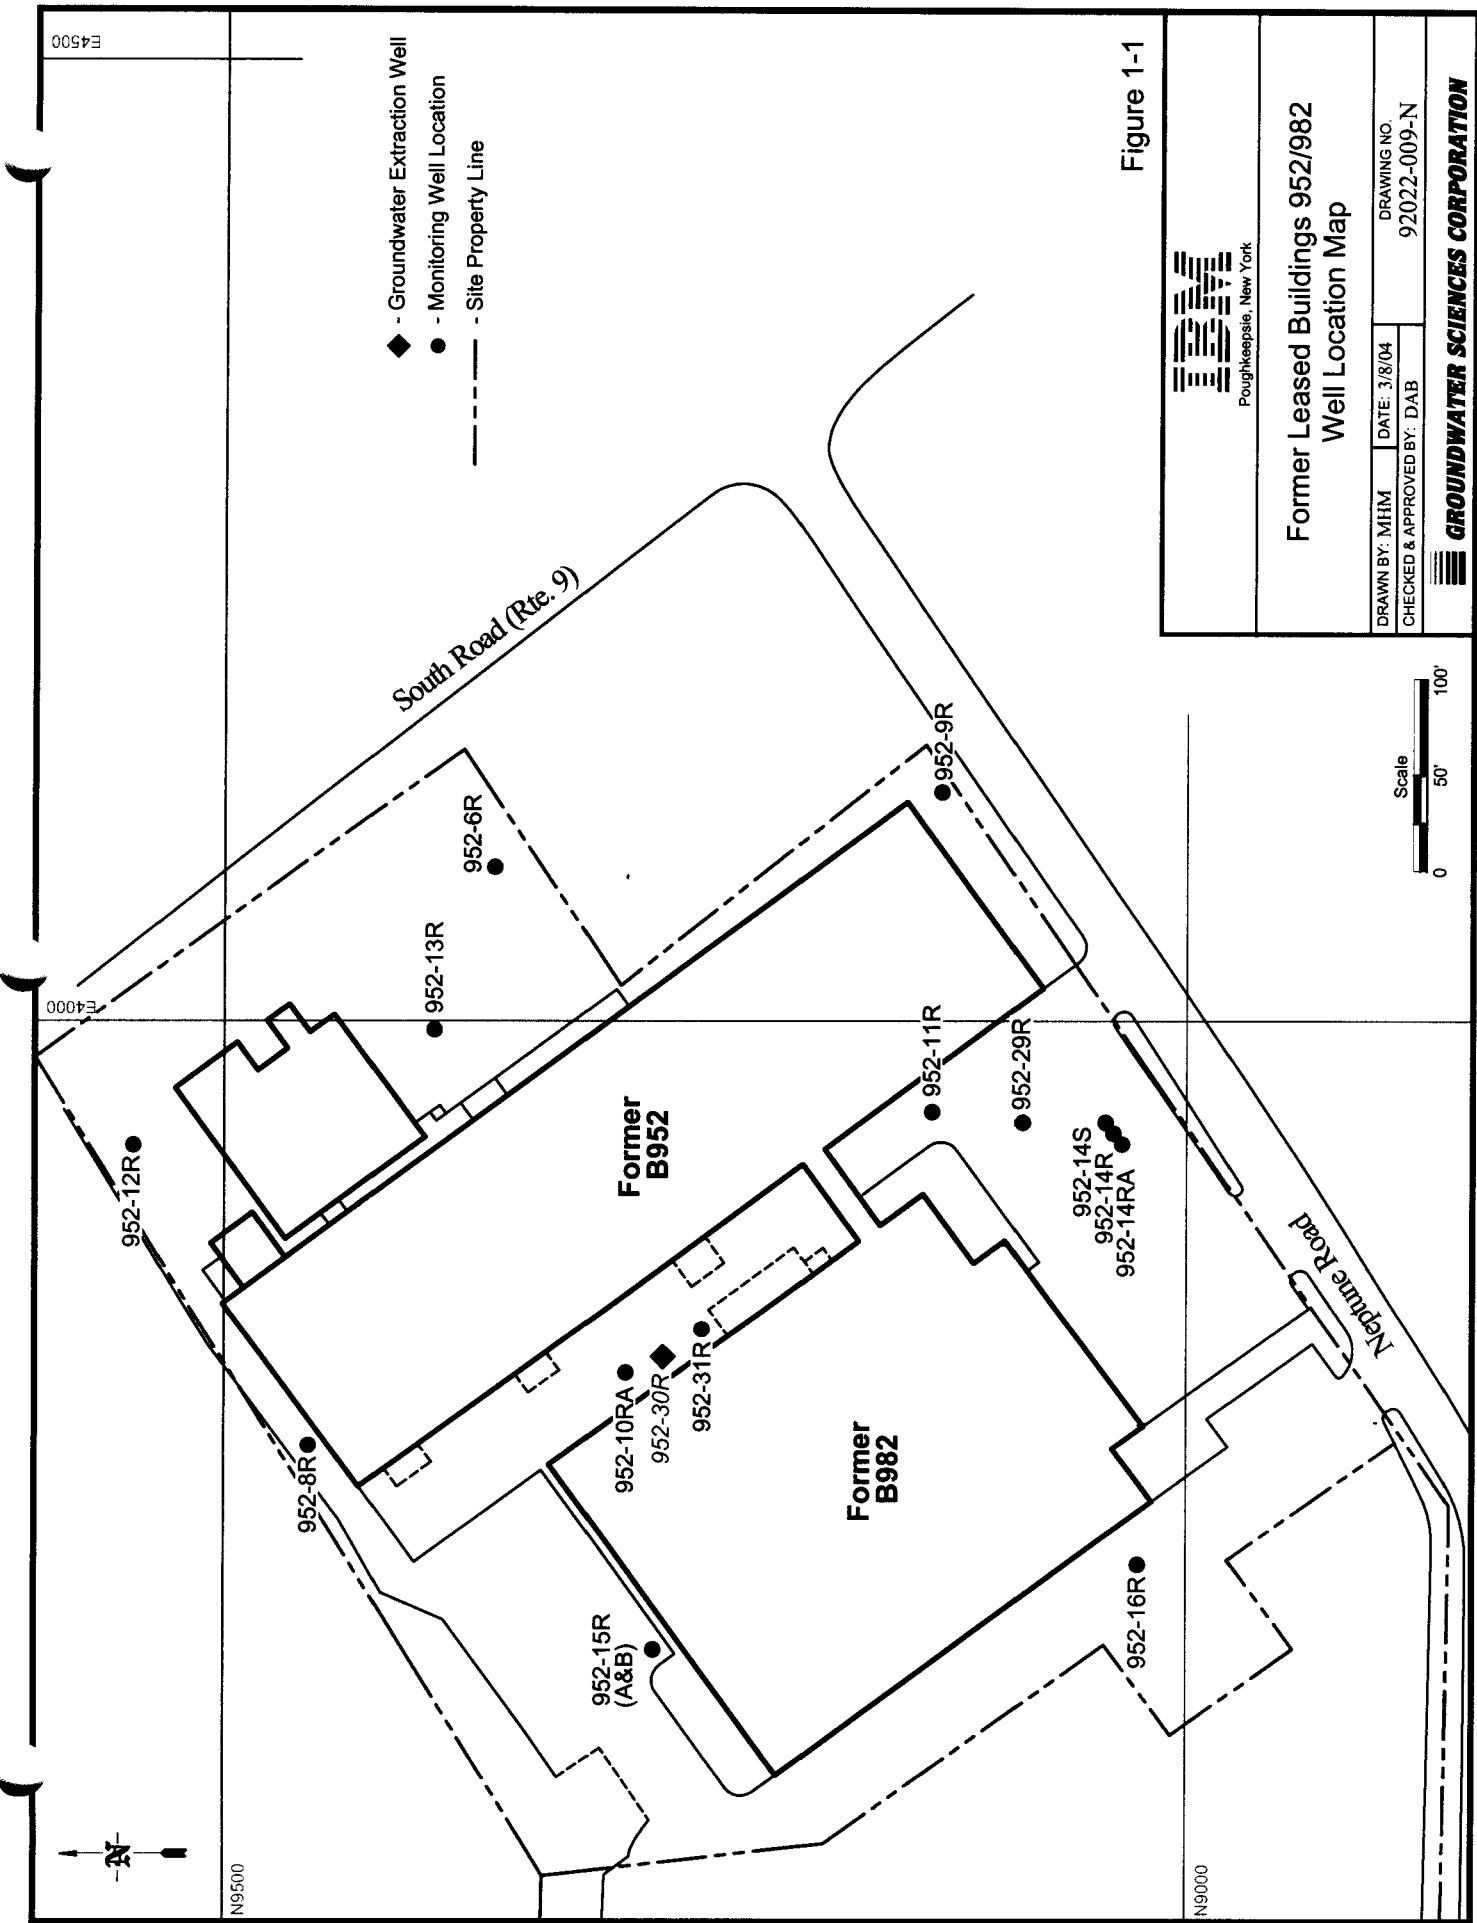 E4500
- Groundwater Extraction Well
- Monitoring Well Location
- Site Property Line
Figure 1-1
South Road (Rte. 9)
952-6R
952-9R
E4000
952-13R
952-11R
952-29R
952-12R
Former
B952
952-14S
952-14R
952-14RA
952-8R
952-10RA
952-30R
952-31R
Former
B982
Neptune Road
952-15R
(A&B)
952-16R
N
N9500
N9000
Scale
0 50' 100'
IBM
Poughkeepsie, New York
Former Leased Buildings 952/982
Well Location Map
DRAWN BY: MHM
DATE: 3/8/04
DRAWING NO.
92022-009-N
CHECKED & APPROVED BY: DAB
GROUNDWATER SCIENCES CORPORATION